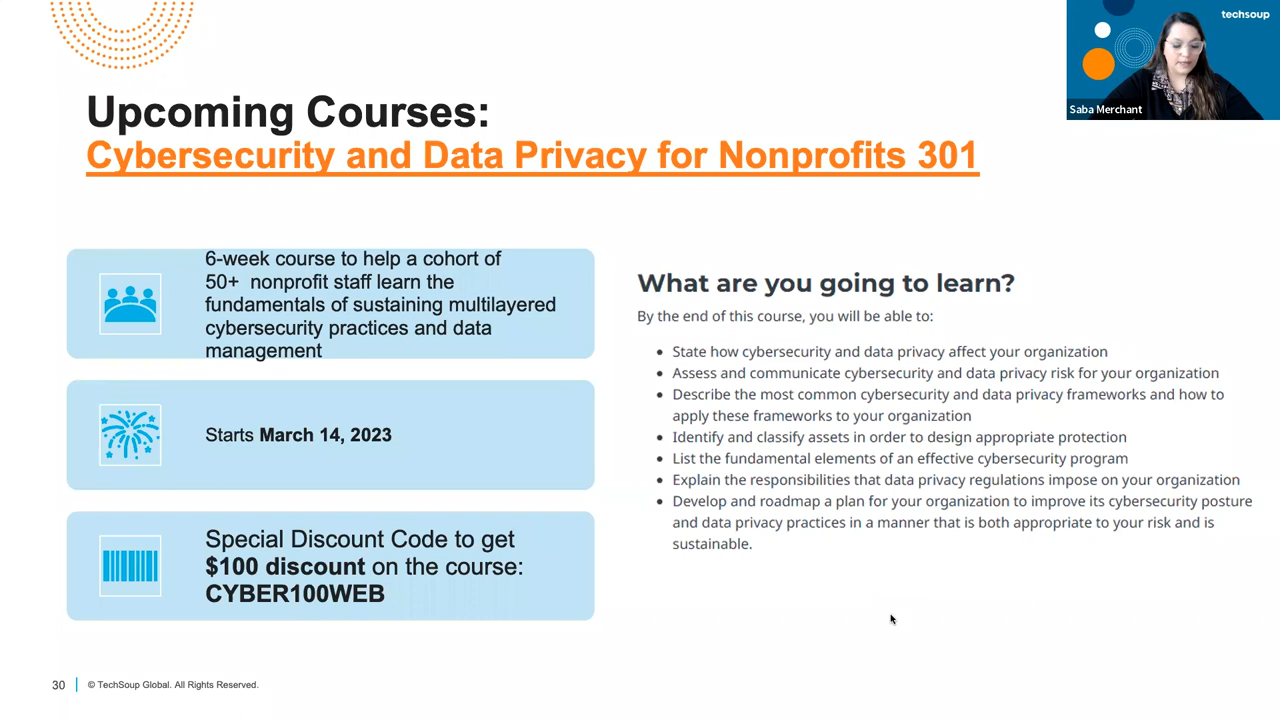 techsoup
Saba Merchant
Upcoming Courses:
Cybersecurity and Data Privacy for Nonprofits 301
6-week course to help a cohort of
50+ nonprofit staff learn the
fundamentals of sustaining multilayered
cybersecurity practices and data
management
Starts March 14, 2023
Special Discount Code to get
$100 discount on the course:
CYBER100WEB
What are you going to learn?
By the end of this course, you will be able to:
• State how cybersecurity and data privacy affect your organization
• Assess and communicate cybersecurity and data privacy risk for your organization
• Describe the most common cybersecurity and data privacy frameworks and how to
apply these frameworks to your organization
• Identify and classify assets in order to design appropriate protection
• List the fundamental elements of an effective cybersecurity program
• Explain the responsibilities that data privacy regulations impose on your organization
• Develop and roadmap a plan for your organization to improve its cybersecurity posture
and data privacy practices in a manner that is both appropriate to your risk and is
sustainable.
30
© TechSoup Global. All Rights Reserved.